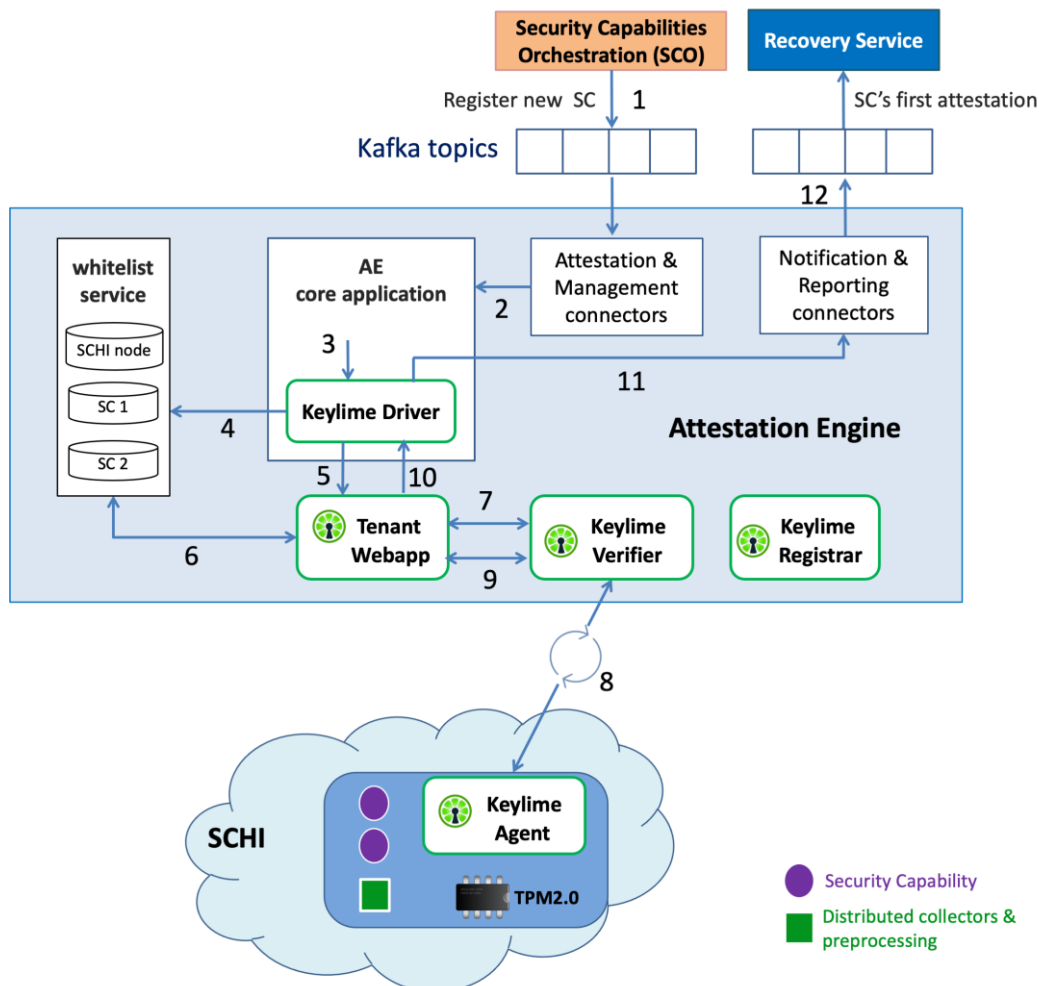 Security Capabilities
Orchestration (SCO)
Recovery Service
Register new SC
1
SC's first attestation
Kafka topics
12
whitelist
service
SCHI node
SC 1
SC 2
AE
core application
3
Keylime Driver
Attestation &
Management
connectors
2
Notification &
Reporting
connectors
11
4
Attestation Engine
5
10
6
Tenant
Webapp
7
9
Keylime
Verifier
Keylime
Registrar
8
SCHI
Keylime
Agent
TPM2.0
Security Capability
Distributed collectors &
preprocessing